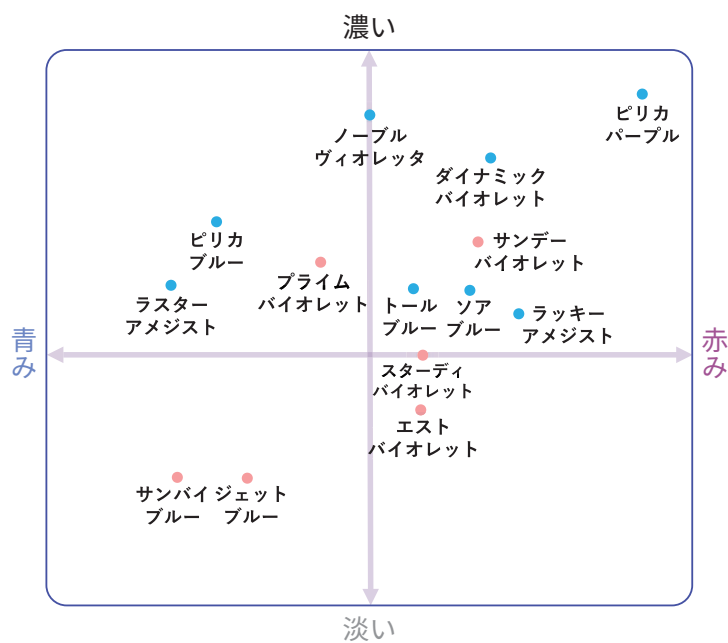 濃い
ピリカ
パープル
ノーブル
ヴィオレッタ
ダイナミック
バイオレット
ピリカ
ブルー
サンデー
バイオレット
プライム
バイオレット
ラスター
アメジスト
トール
ブルー
ソア
ブルー
ラッキー
アメジスト
青み
赤み
スターディ
バイオレット
エスト
バイオレット
サンバイ
ブルー
ジェット
ブルー
淡い